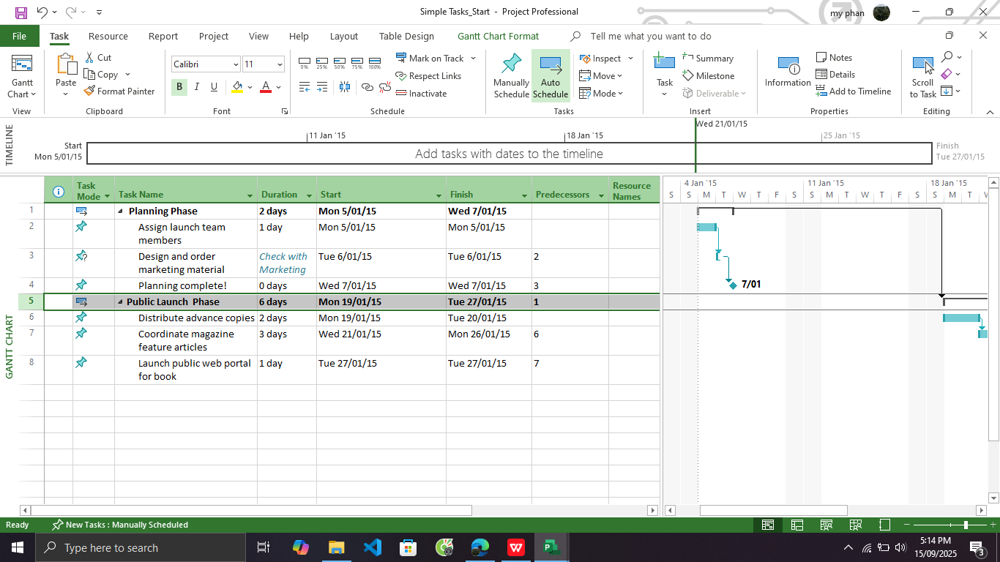 Simple Tasks_Start - Project Professional
my phan
File Task Resource Report Project View Help Layout Table Design Gantt Chart Format Tell me what you want to do
Gantt Chart
View
Paste
Cut
Copy
Format Painter
Clipboard
Calibri 11
B I U A
Font
0% 25% 50% 75% 100%
Mark on Track
Respect Links
Inactivate
Schedule
Manually Schedule
Auto Schedule
Inspect
Move
Mode
Tasks
Task
Summary
Milestone
Deliverable
Insert
Information
Notes
Details
Add to Timeline
Properties
Scroll to Task
Editing
TIMELINE
Wed 21/01/15
11 Jan '15 18 Jan '15 25 Jan '15
Start
Mon 5/01/15
Add tasks with dates to the timeline
Finish
Tue 27/01/15
GANTT CHART
Task Mode Task Name Duration Start Finish Predecessors Resource Names
4 Jan '15 11 Jan '15 18 Jan '15
S S M T W T F S S M T W T F S S M T W
1 Planning Phase 2 days Mon 5/01/15 Wed 7/01/15
2 Assign launch team members 1 day Mon 5/01/15 Mon 5/01/15
3 Design and order marketing material Check with Marketing Tue 6/01/15 Tue 6/01/15 2
4 Planning complete! 0 days Wed 7/01/15 Wed 7/01/15 3
7/01
5 Public Launch Phase 6 days Mon 19/01/15 Tue 27/01/15 1
6 Distribute advance copies 2 days Mon 19/01/15 Tue 20/01/15
7 Coordinate magazine feature articles 3 days Wed 21/01/15 Mon 26/01/15 6
8 Launch public web portal for book 1 day Tue 27/01/15 Tue 27/01/15 7
Ready New Tasks : Manually Scheduled
Type here to search
5:14 PM
15/09/2025
3